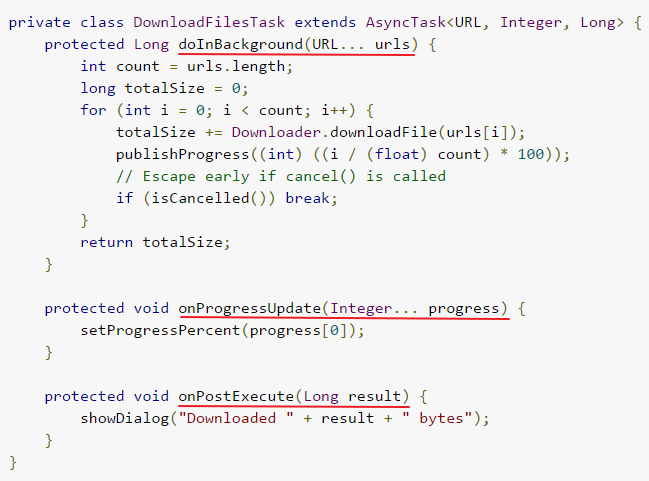 private class DownloadFilesTask extends AsyncTask<URL, Integer, Long> {
    protected Long doInBackground(URL... urls) {
        int count = urls.length;
        long totalSize = 0;
        for (int i = 0; i < count; i++) {
            totalSize += Downloader.downloadFile(urls[i]);
            publishProgress((int) ((i / (float) count) * 100));
            // Escape early if cancel() is called
            if (isCancelled()) break;
        }
        return totalSize;
    }

    protected void onProgressUpdate(Integer... progress) {
        setProgressPercent(progress[0]);
    }

    protected void onPostExecute(Long result) {
        showDialog("Downloaded " + result + " bytes");
    }
}